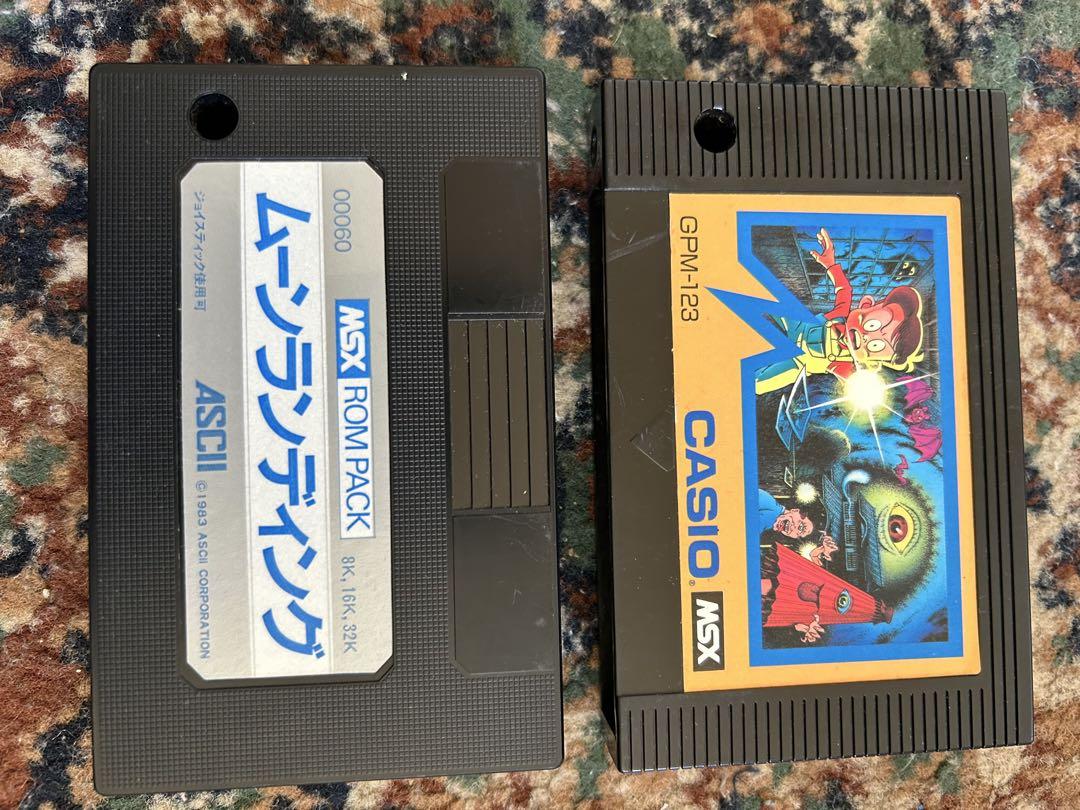 00060 MSX ROM PACK 8K, 16K, 32K
ムーンランディング
ジョイスティック使用可 ASCII ©1983 ASCII CORPORATION
GPM-123 CASIO® MSX